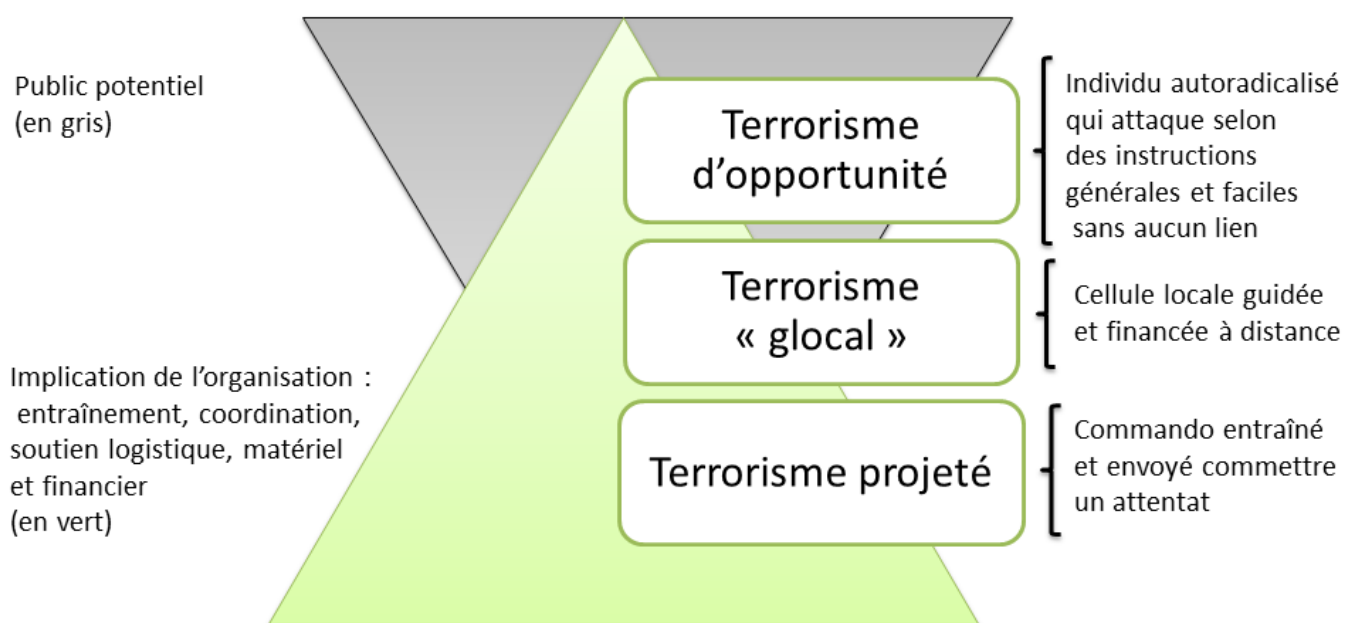 Public potentiel
(en gris)
Implication de l’organisation :
entraînement, coordination,
soutien logistique, matériel
et financier
(en vert)
Terrorisme
d’opportunité
Individu autoradicalisé
qui attaque selon
des instructions
générales et faciles
sans aucun lien
Terrorisme
« glocal »
Cellule locale guidée
et financée à distance
Terrorisme projeté
Commando entraîné
et envoyé commettre
un attentat